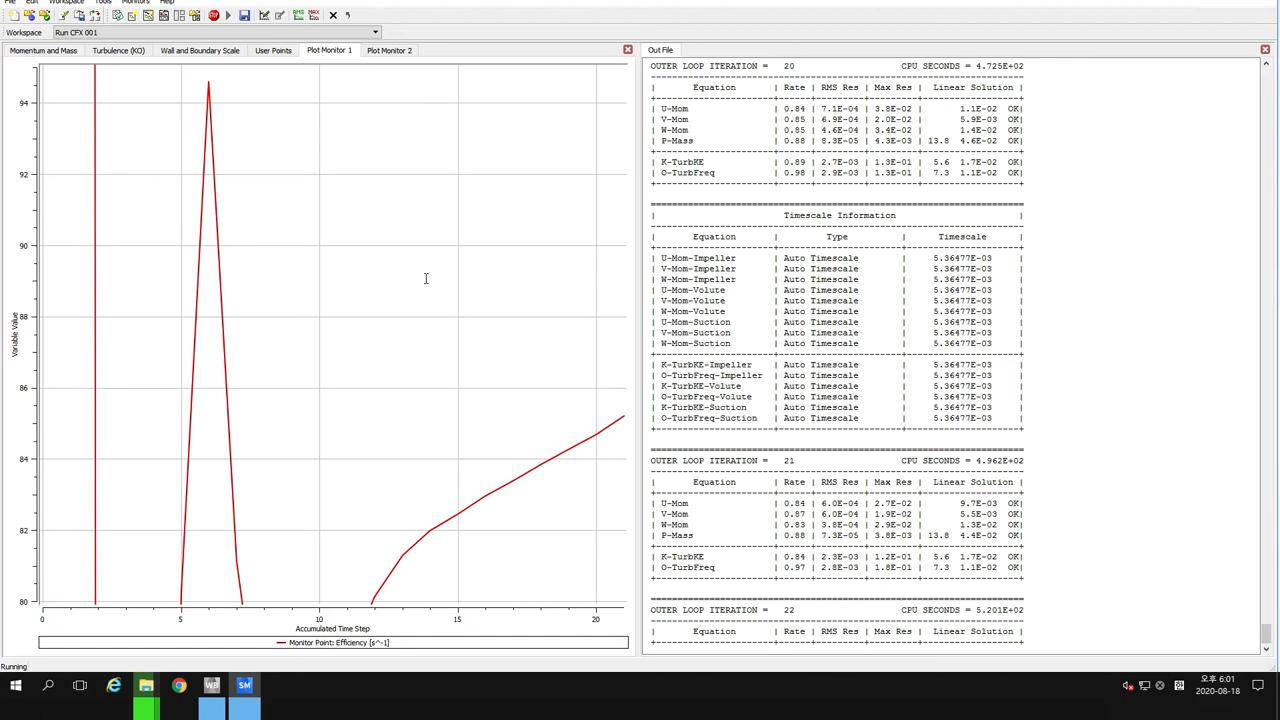 File Edit Workspace Tools Monitors Help
Workspace Run CFX 001
Momentum and Mass Turbulence (KO) Wall and Boundary Scale User Points Plot Monitor 1 Plot Monitor 2
Variable Value
94
92
90
88
86
84
82
80
0 5 10 15 20
Accumulated Time Step
Monitor Point: Efficiency [s^-1]
Out File
OUTER LOOP ITERATION = 20 CPU SECONDS = 4.725E+02
| Equation | Rate | RMS Res | Max Res | Linear Solution |
| U-Mom | 0.84 | 7.1E-04 | 3.8E-02 | 1.1E-02 OK|
| V-Mom | 0.85 | 6.9E-04 | 2.0E-02 | 5.9E-03 OK|
| W-Mom | 0.85 | 4.6E-04 | 3.4E-02 | 1.4E-02 OK|
| P-Mass | 0.88 | 8.3E-05 | 4.3E-03 | 13.8 4.6E-02 OK|
| K-TurbKE | 0.89 | 2.7E-03 | 1.3E-01 | 5.6 1.7E-02 OK|
| O-TurbFreq | 0.98 | 2.9E-03 | 1.3E-01 | 7.3 1.1E-02 OK|
| Timescale Information |
| Equation | Type | Timescale |
| U-Mom-Impeller | Auto Timescale | 5.36477E-03 |
| V-Mom-Impeller | Auto Timescale | 5.36477E-03 |
| W-Mom-Impeller | Auto Timescale | 5.36477E-03 |
| U-Mom-Volute | Auto Timescale | 5.36477E-03 |
| V-Mom-Volute | Auto Timescale | 5.36477E-03 |
| W-Mom-Volute | Auto Timescale | 5.36477E-03 |
| U-Mom-Suction | Auto Timescale | 5.36477E-03 |
| V-Mom-Suction | Auto Timescale | 5.36477E-03 |
| W-Mom-Suction | Auto Timescale | 5.36477E-03 |
| K-TurbKE-Impeller | Auto Timescale | 5.36477E-03 |
| O-TurbFreq-Impeller | Auto Timescale | 5.36477E-03 |
| K-TurbKE-Volute | Auto Timescale | 5.36477E-03 |
| O-TurbFreq-Volute | Auto Timescale | 5.36477E-03 |
| K-TurbKE-Suction | Auto Timescale | 5.36477E-03 |
| O-TurbFreq-Suction | Auto Timescale | 5.36477E-03 |
OUTER LOOP ITERATION = 21 CPU SECONDS = 4.962E+02
| Equation | Rate | RMS Res | Max Res | Linear Solution |
| U-Mom | 0.84 | 6.0E-04 | 2.7E-02 | 9.7E-03 OK|
| V-Mom | 0.87 | 6.0E-04 | 1.9E-02 | 5.5E-03 OK|
| W-Mom | 0.83 | 3.8E-04 | 2.9E-02 | 1.3E-02 OK|
| P-Mass | 0.88 | 7.3E-05 | 3.8E-03 | 13.8 4.4E-02 OK|
| K-TurbKE | 0.84 | 2.3E-03 | 1.2E-01 | 5.6 1.7E-02 OK|
| O-TurbFreq | 0.97 | 2.8E-03 | 1.8E-01 | 7.3 1.1E-02 OK|
OUTER LOOP ITERATION = 22 CPU SECONDS = 5.201E+02
| Equation | Rate | RMS Res | Max Res | Linear Solution |
Running
WB SM
오후 6:01
2020-08-18